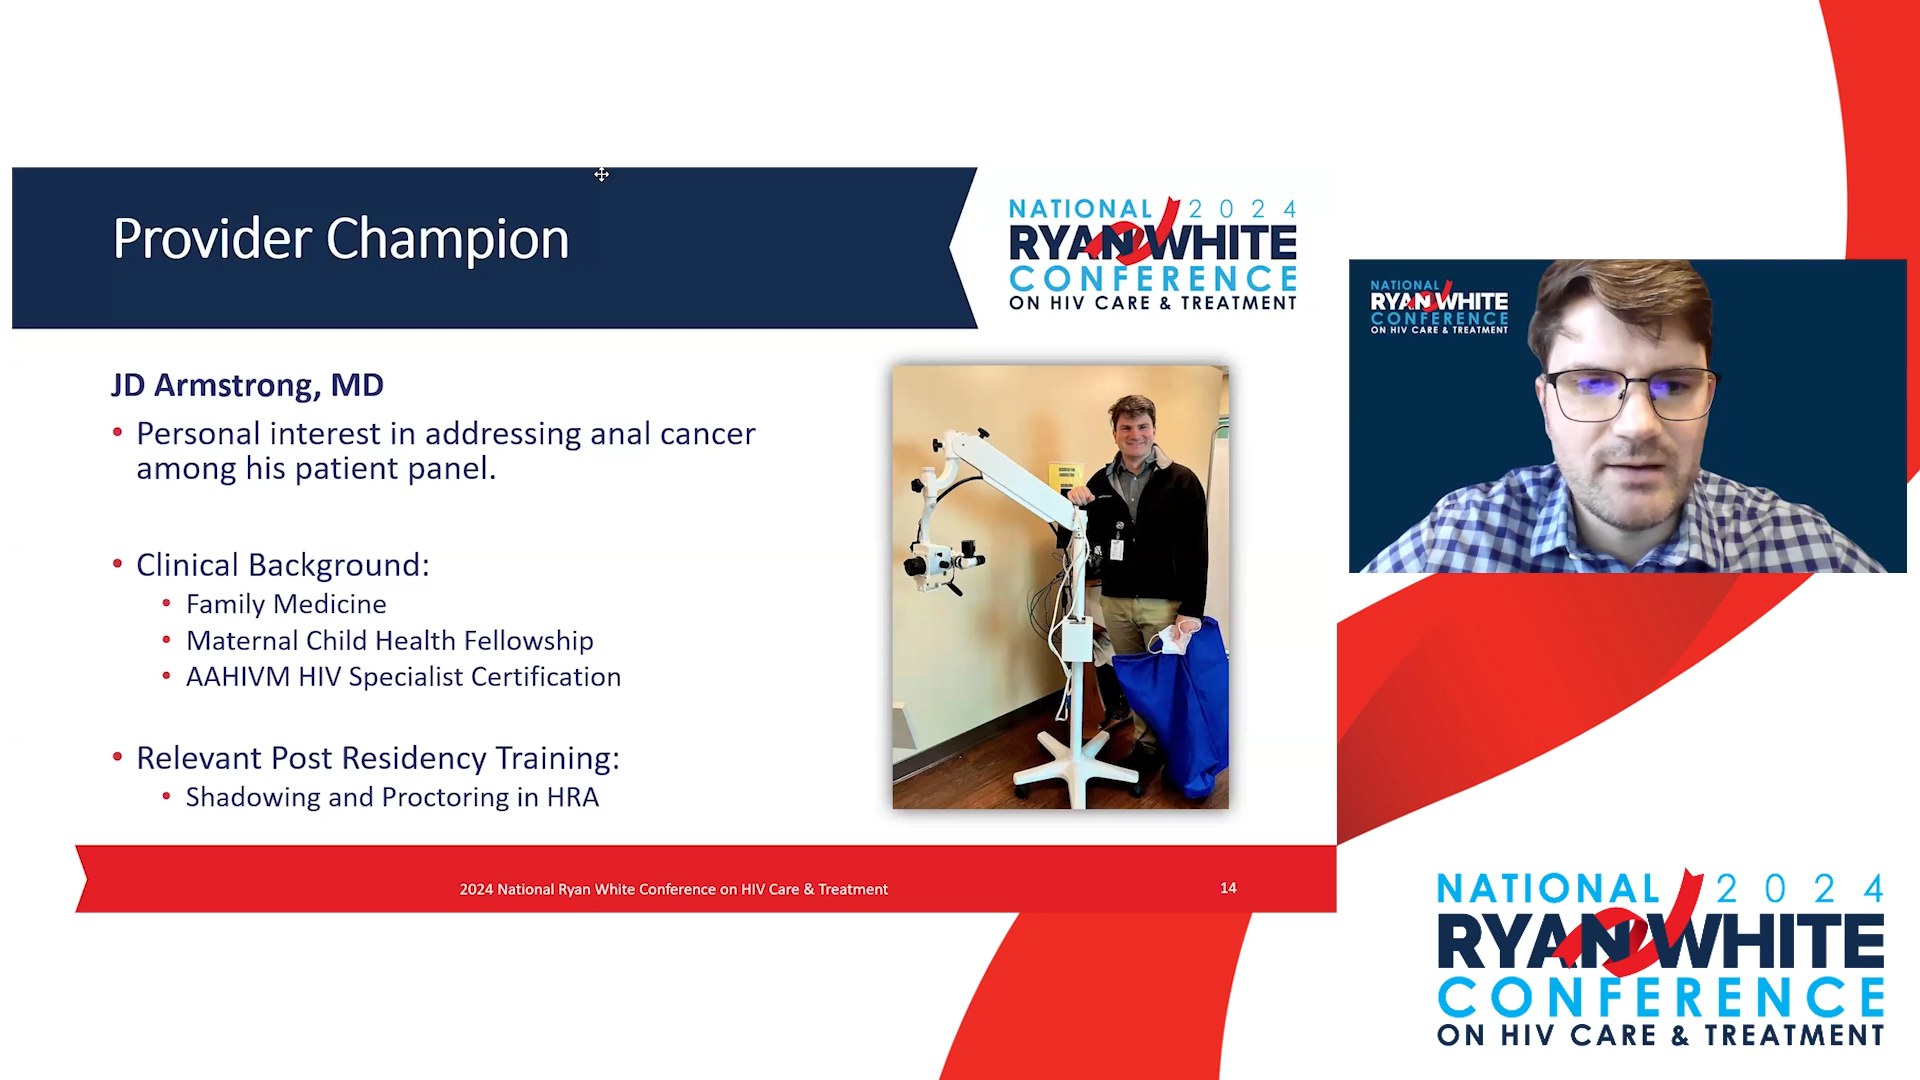 Provider Champion
NATIONAL 2024
RYAN WHITE
CONFERENCE
ON HIV CARE & TREATMENT
JD Armstrong, MD
• Personal interest in addressing anal cancer
among his patient panel.
• Clinical Background:
• Family Medicine
• Maternal Child Health Fellowship
• AAHIVM HIV Specialist Certification
• Relevant Post Residency Training:
• Shadowing and Proctoring in HRA
2024 National Ryan White Conference on HIV Care & Treatment
14
NATIONAL
RYAN WHITE
CONFERENCE
ON HIV CARE & TREATMENT
NATIONAL 2024
RYAN WHITE
CONFERENCE
ON HIV CARE & TREATMENT